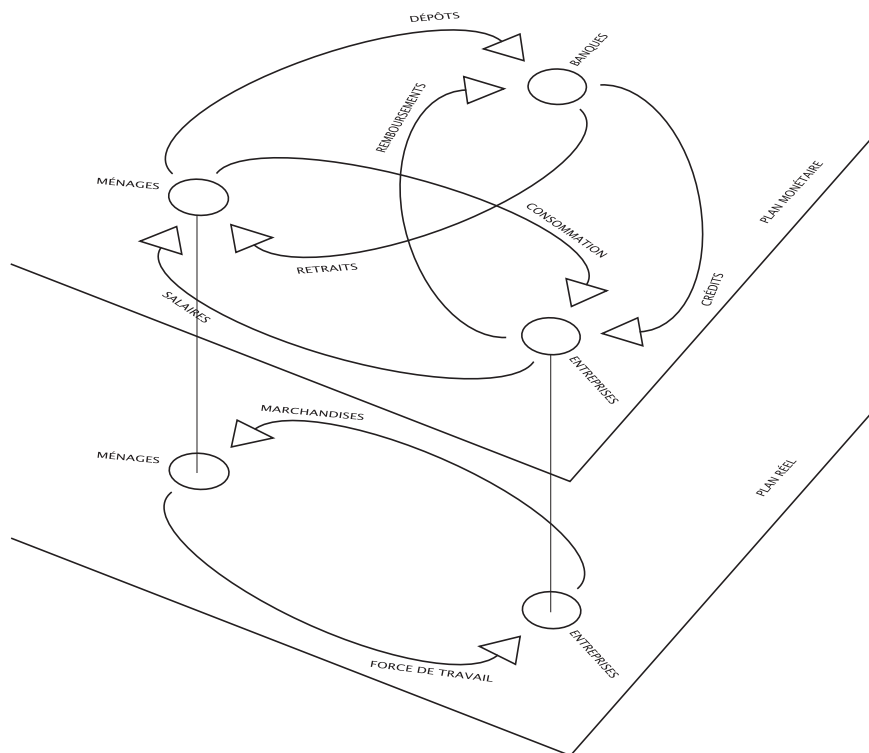 DÉPÔTS
BANQUES
REMBOURSEMENTS
MÉNAGES
PLAN MONÉTAIRE
CONSOMMATION
RETRAITS
CRÉDITS
SALAIRES
ENTREPRISES
MARCHANDISES
MÉNAGES
PLAN RÉEL
ENTREPRISES
FORCE DE TRAVAIL